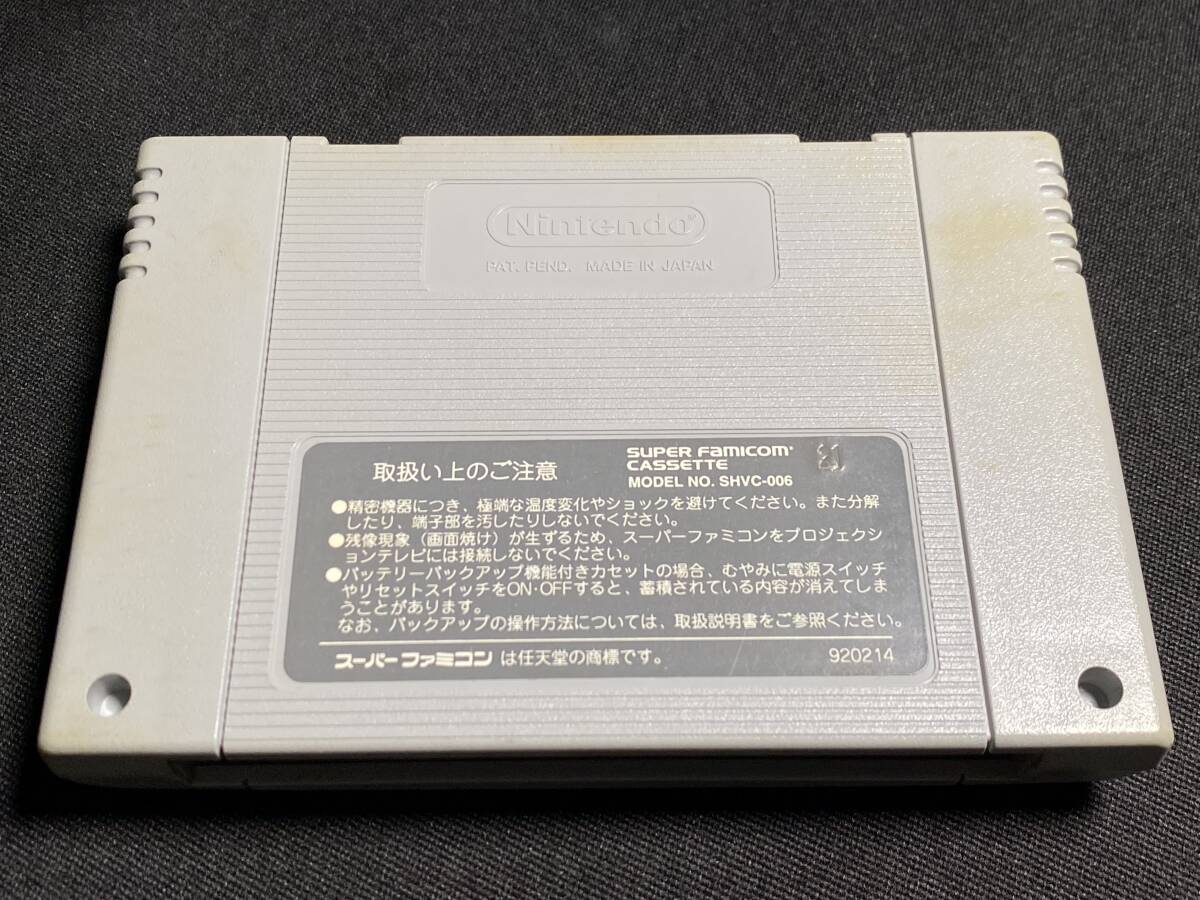 Nintendo®
PAT. PEND. MADE IN JAPAN
取扱い上のご注意
SUPER FAMICOM®
CASSETTE
MODEL NO. SHVC-006
●精密機器につき、極端な温度変化やショックを避けてください。また分解
したり、端子部を汚したりしないでください。
●残像現象（画面焼け）が生ずるため、スーパーファミコンをプロジェクシ
ョンテレビには接続しないでください。
●バッテリーバックアップ機能付きカセットの場合、むやみに電源スイッチ
やリセットスイッチをON・OFFすると、蓄積されている内容が消えてしま
うことがあります。
なお、バックアップの操作方法については、取扱説明書をご参照ください。
スーパーファミコン は任天堂の商標です。
920214